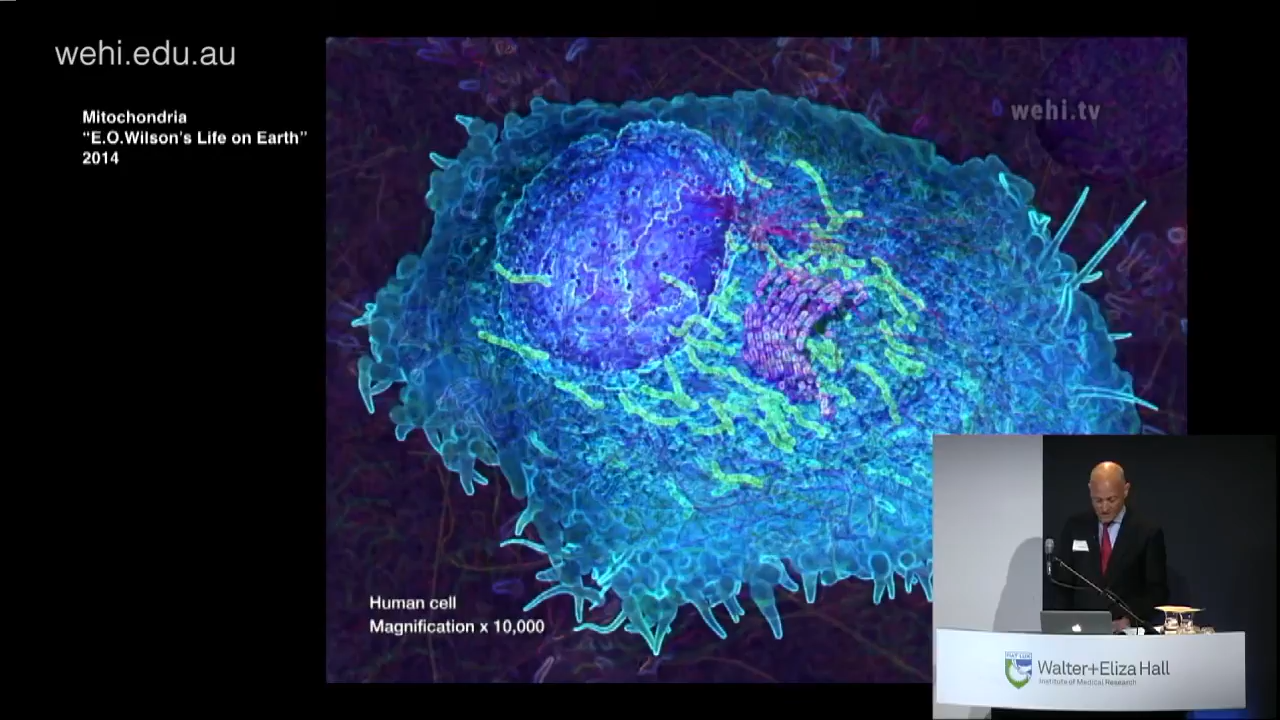 wehi.edu.au
Mitochondria
“E.O.Wilson's Life on Earth”
2014
wehi.tv
Human cell
Magnification x 10,000
Walter+Eliza Hall
Institute of Medical Research